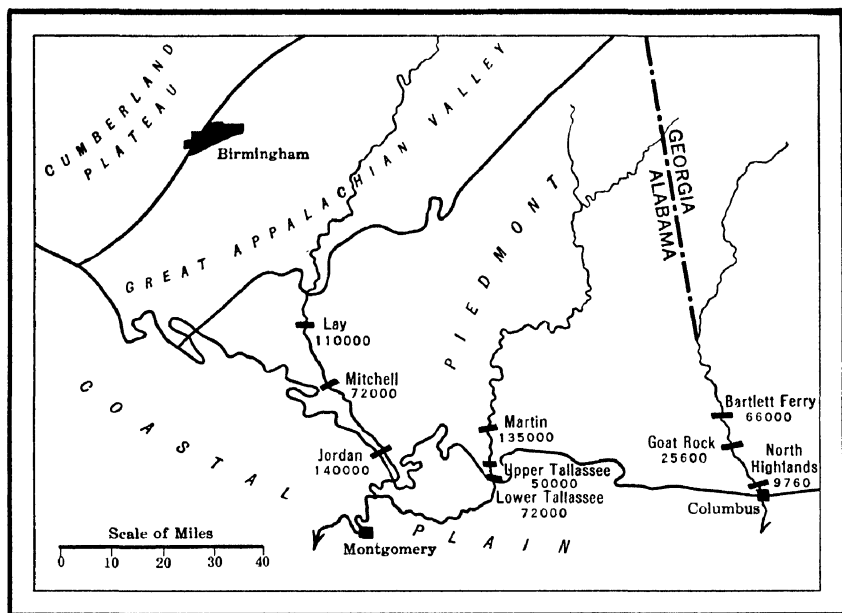 CUMBERLAND
PLATEAU
Birmingham
GREAT APPALACHIAN VALLEY
PIEDMONT
GEORGIA
ALABAMA
COASTAL
PLAIN
Lay
110000
Mitchell
72000
Jordan
140000
Martin
135000
Upper Tallassee
50000
Lower Tallassee
72000
Bartlett Ferry
66000
Goat Rock
25600
North
Highlands
9760
Columbus
Montgomery
Scale of Miles
0 10 20 30 40